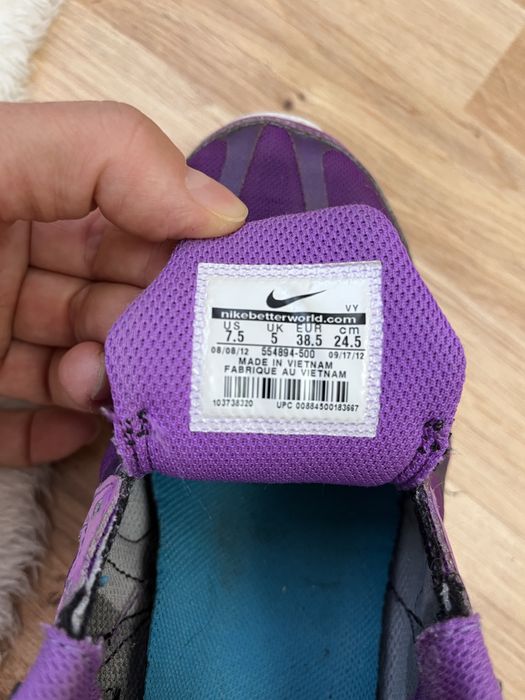 VY
nikebetterworld.com
US UK EUR cm
7.5 5 38.5 24.5
08/08/12 554894-500 09/17/12
MADE IN VIETNAM
FABRIQUE AU VIETNAM
103738320 UPC 00884500183667